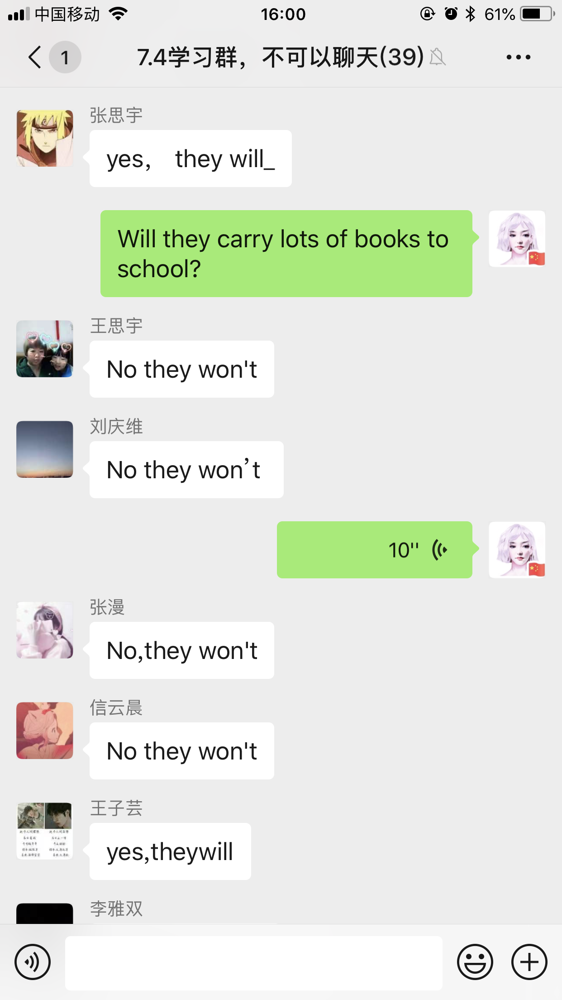 中国移动
16:00
61%
1
7.4学习群，不可以聊天(39)
张思宇
yes， they will_
Will they carry lots of books to
school?
王思宇
No they won't
刘庆维
No they won’t
10"
张漫
No,they won't
信云晨
No they won't
王子芸
yes,theywill
李雅双